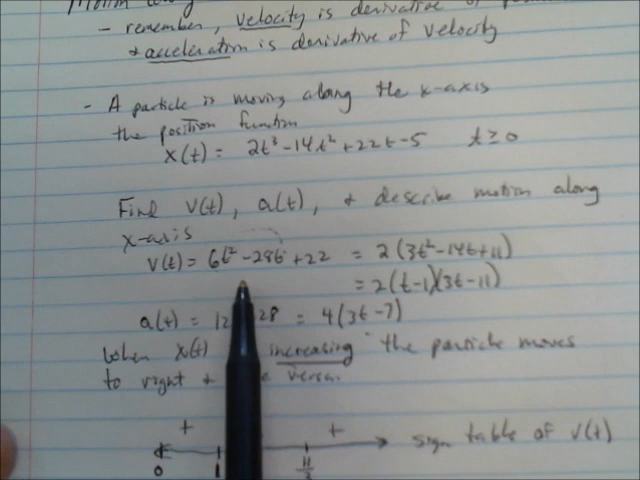 Motion along
- remember, velocity is derivative of
& acceleration is derivative of velocity
- A particle is moving along the x-axis
the position function
x(t) = 2t³ - 14t² + 22t - 5 t ≥ 0
Find v(t), a(t), & describe motion along
x-axis
v(t) = 6t² - 28t + 22 = 2(3t² - 14t + 11)
= 2(t-1)(3t-11)
a(t) = 12 28 = 4(3t-7)
When x(t) increasing the particle moves
to right & versa.
+ +
0 1 11/3 sign table of v(t)